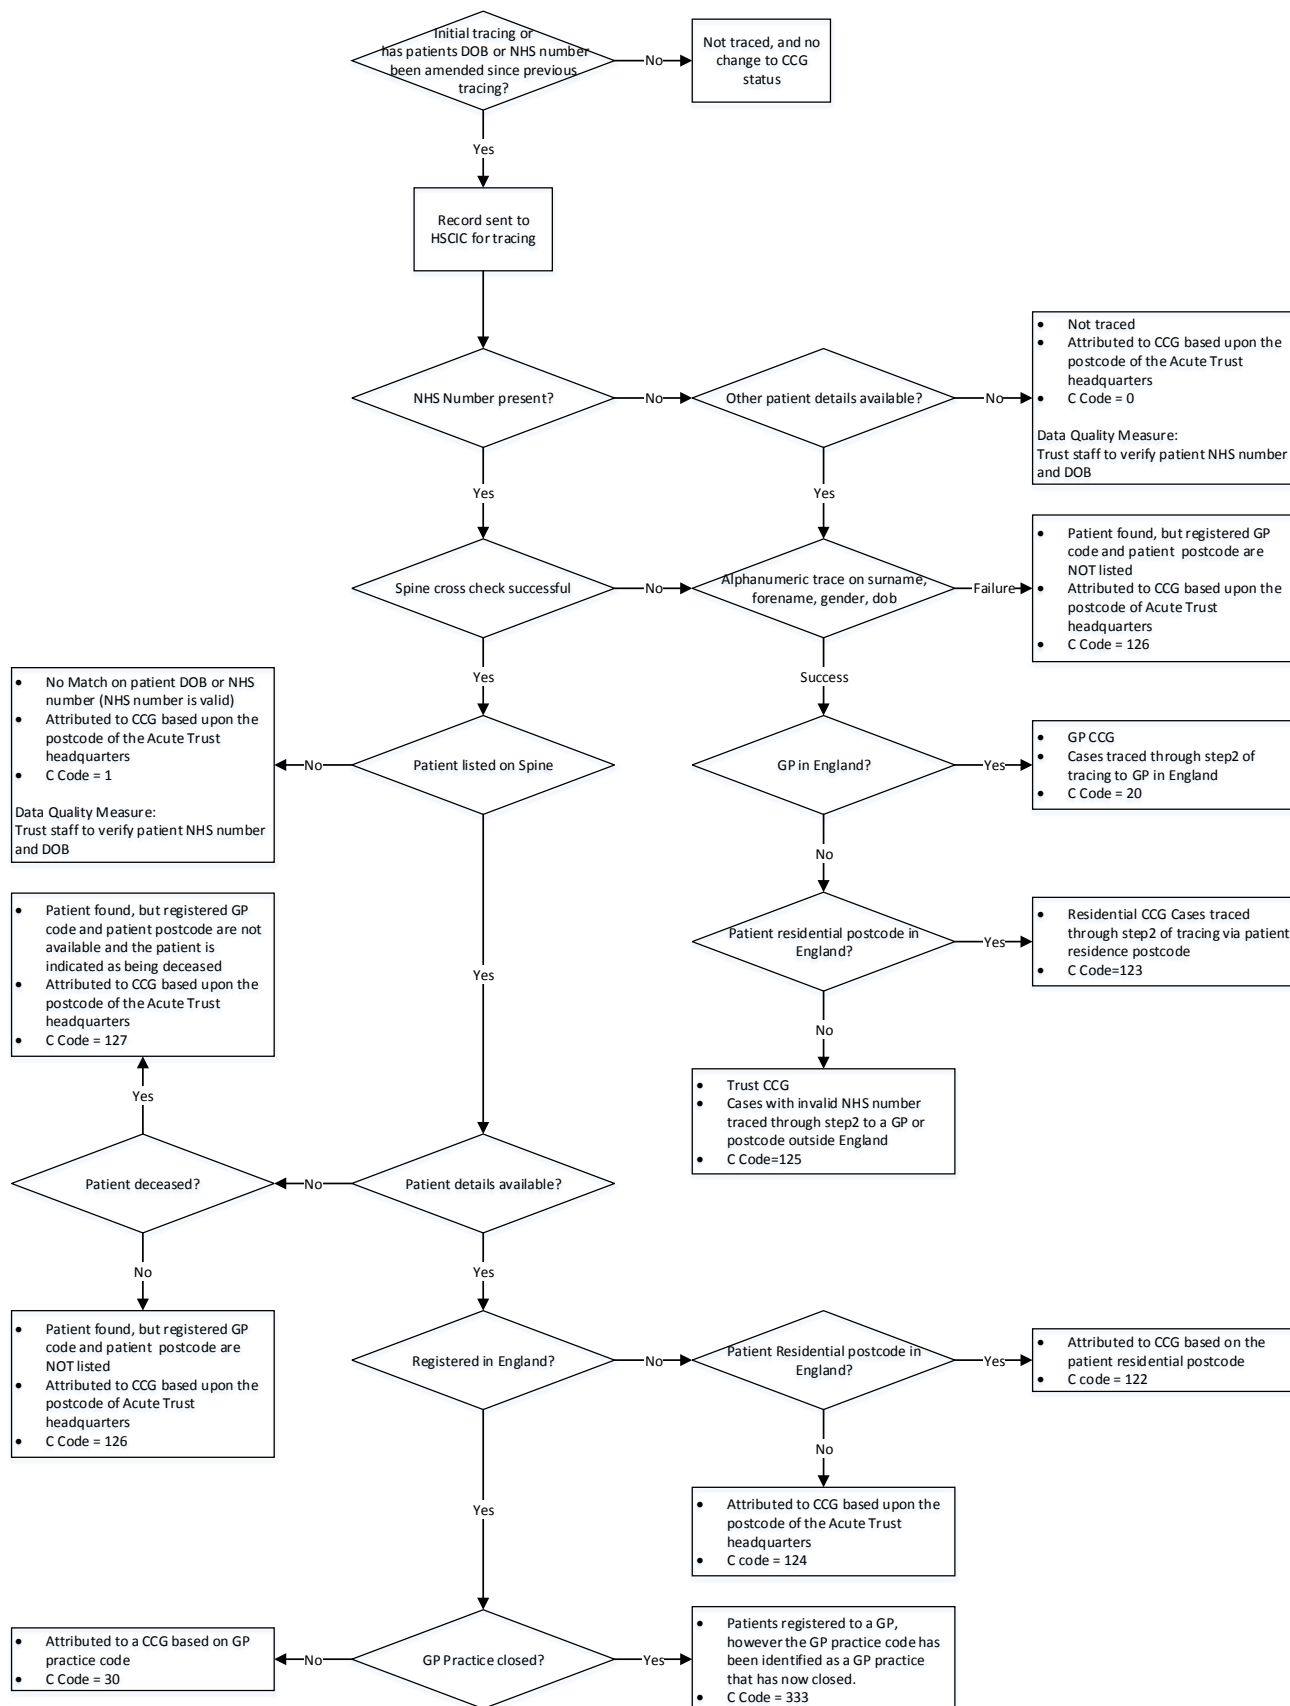 Initial tracing or
has patients DOB or NHS number
been amended since previous
tracing?
No
Not traced, and no
change to CCG
status
Yes
Record sent to
HSCIC for tracing
NHS Number present?
No
Other patient details available?
No
• Not traced
• Attributed to CCG based upon the
postcode of the Acute Trust
headquarters
• C Code = 0
Data Quality Measure:
Trust staff to verify patient NHS number
and DOB
Yes
Yes
Spine cross check successful
No
Alphanumeric trace on surname,
forename, gender, dob
Failure
• Patient found, but registered GP
code and patient postcode are
NOT listed
• Attributed to CCG based upon the
postcode of Acute Trust
headquarters
• C Code = 126
Yes
Success
• No Match on patient DOB or NHS
number (NHS number is valid)
• Attributed to CCG based upon the
postcode of the Acute Trust
headquarters
• C Code = 1
Data Quality Measure:
Trust staff to verify patient NHS number
and DOB
No
Patient listed on Spine
GP in England?
Yes
• GP CCG
• Cases traced through step2 of
tracing to GP in England
• C Code = 20
No
• Patient found, but registered GP
code and patient postcode are not
available and the patient is
indicated as being deceased
• Attributed to CCG based upon the
postcode of the Acute Trust
headquarters
• C Code = 127
Yes
Patient residential postcode in
England?
Yes
• Residential CCG Cases traced
through step2 of tracing via patient
residence postcode
• C Code=123
No
• Trust CCG
• Cases with invalid NHS number
traced through step2 to a GP or
postcode outside England
• C Code=125
Yes
Patient deceased?
No
Patient details available?
No
Yes
• Patient found, but registered GP
code and patient postcode are
NOT listed
• Attributed to CCG based upon the
postcode of Acute Trust
headquarters
• C Code = 126
Registered in England?
No
Patient Residential postcode in
England?
Yes
• Attributed to CCG based on the
patient residential postcode
• C code = 122
No
Yes
• Attributed to CCG based upon the
postcode of the Acute Trust
headquarters
• C code = 124
• Attributed to a CCG based on GP
practice code
• C Code = 30
No
GP Practice closed?
Yes
• Patients registered to a GP,
however the GP practice code has
been identified as a GP practice
that has now closed.
• C Code = 333